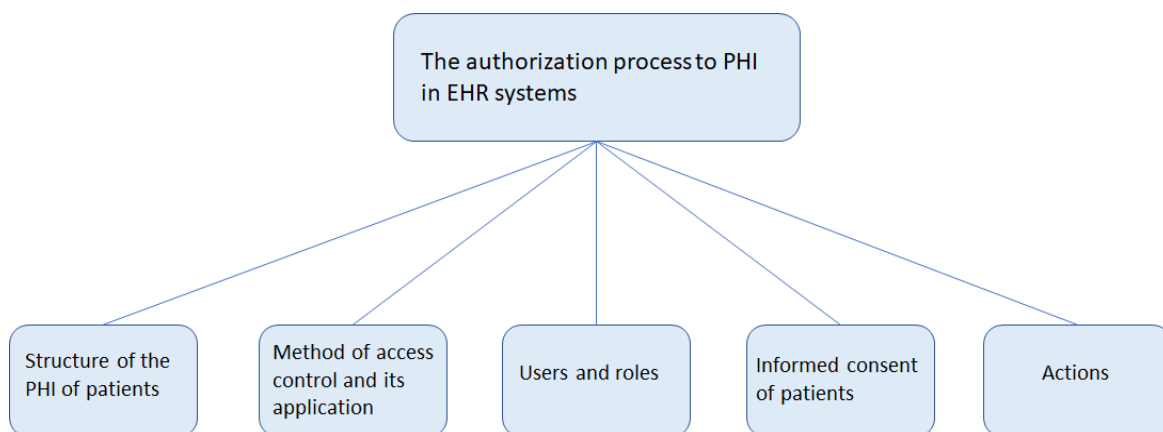 The authorization process to PHI
in EHR systems
Structure of the
PHI of patients
Method of access
control and its
application
Users and roles
Informed consent
of patients
Actions